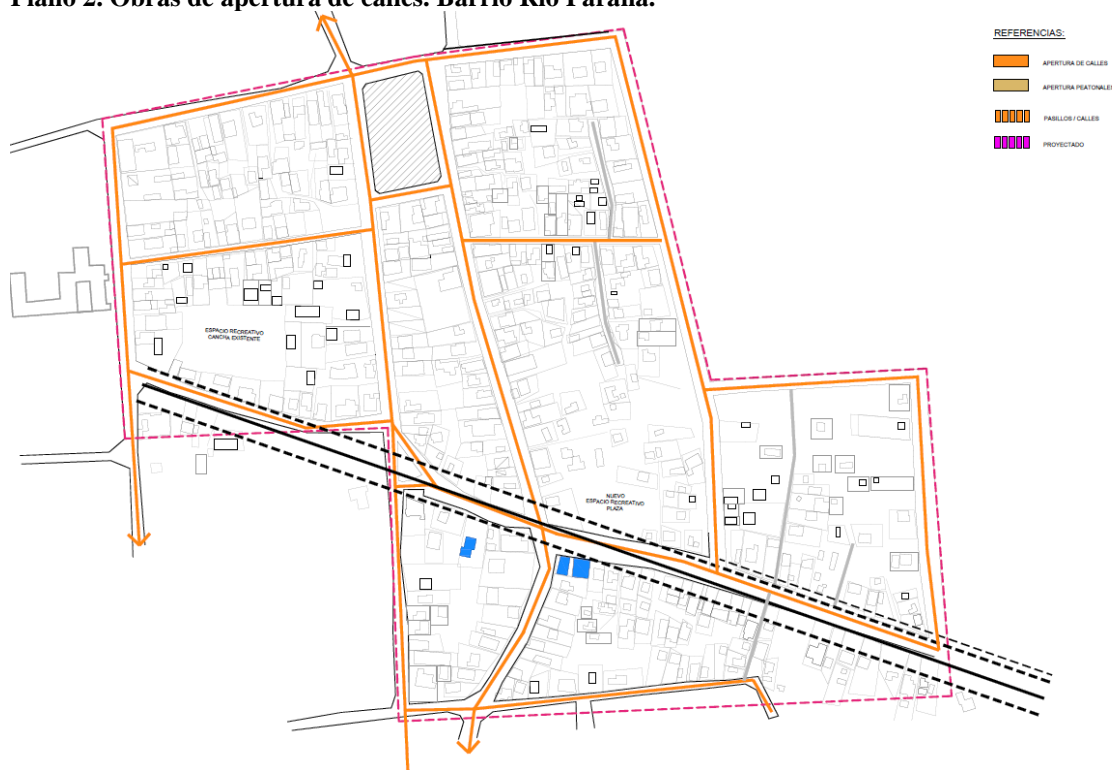 Plano 2. Obras de apertura de calles. Barrio Río Paraná.
REFERENCIAS:
APERTURA DE CALLES
APERTURA PEATONALES
PASILLOS / CALLES
PROYECTADO
ESPACIO RECREATIVO
CANCHA EXISTENTE
NUEVO
ESPACIO RECREATIVO
PLAZA